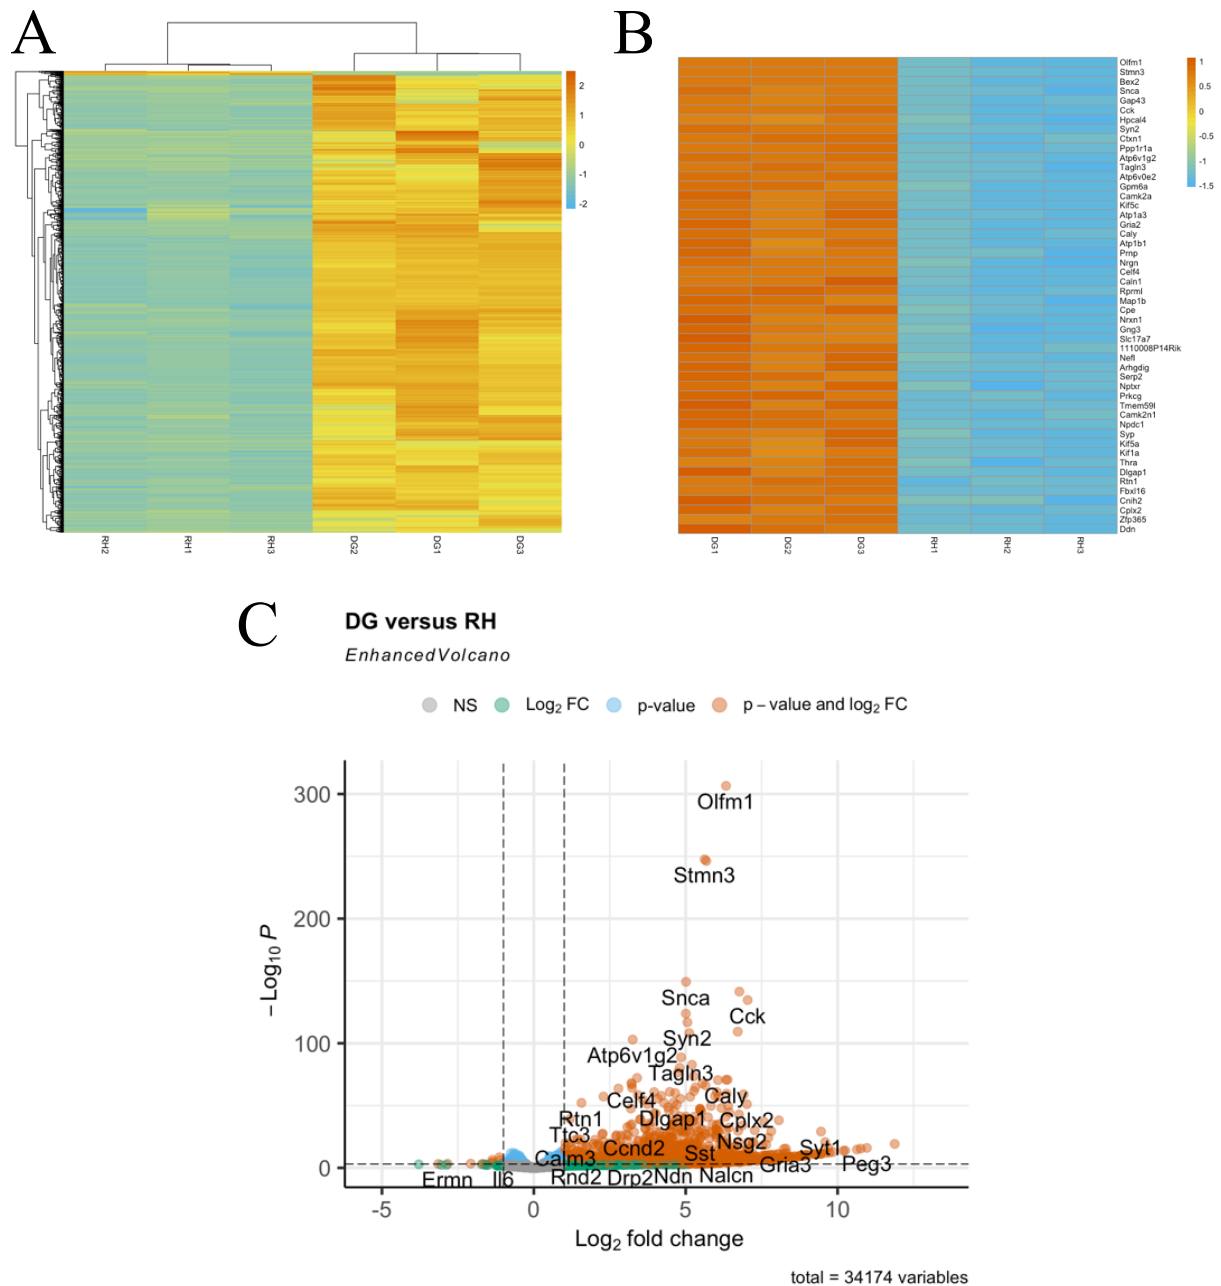 A
B
2
1
0
-1
-2
RH2
RH1
RH3
DG2
DG1
DG3
Olfm1
Stmn3
Bex2
Snca
Gap43
Cck
Hpcal4
Syn2
Ctxn1
Ppp1r1a
Atp6v1g2
Tagln3
Atp6v0e2
Gpm6a
Camk2a
Kif5c
Atp1a3
Gria2
Caly
Atp1b1
Prnp
Nrgn
Celf4
Caln1
Rprml
Map1b
Cpe
Nrxn1
Gng3
Slc17a7
1110008P14Rik
Nefl
Arhgdig
Serp2
Nptxr
Prkcg
Tmem59l
Camk2n1
Npdc1
Syp
Kif5a
Kif1a
Thra
Dlgap1
Rtn1
Fbxl16
Cnih2
Cplx2
Zfp365
Ddn
1
0.5
0
-0.5
-1
-1.5
DG1
DG2
DG3
RH1
RH2
RH3
C
DG versus RH
EnhancedVolcano
NS
Log₂ FC
p-value
p – value and log₂ FC
300
200
100
0
–Log₁₀ P
Olfm1
Stmn3
Snca
Cck
Syn2
Atp6v1g2
Tagln3
Celf4
Caly
Rtn1
Dlgap1
Cplx2
Ttc3
Nsg2
Ccnd2
Sst
Syt1
Calm3
Gria3
Peg3
Ermn
Il6
Rnd2
Drp2
Ndn
Nalcn
-5
0
5
10
Log₂ fold change
total = 34174 variables